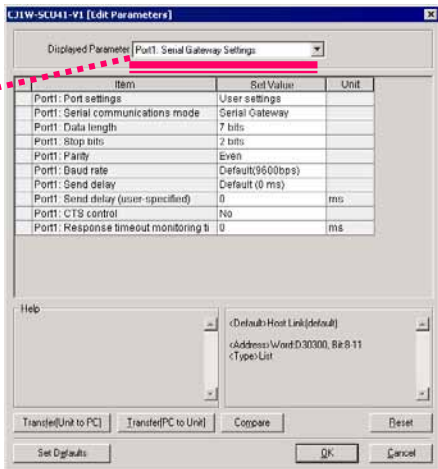 CJ1W-SCU41-V1 [Edit Parameters]
Displayed Parameter Port1: Serial Gateway Settings
Item Set Value Unit
Port1: Port settings User settings
Port1: Serial communications mode Serial Gateway
Port1: Data length 7 bits
Port1: Stop bits 2 bits
Port1: Parity Even
Port1: Baud rate Default(9600bps)
Port1: Send delay Default (0 ms)
Port1: Send delay (user-specified) 0 ms
Port1: CTS control No
Port1: Response timeout monitoring ti 0 ms
Help
<Default>Host Link(default)
<Address>Word:D30300, Bit:8-11
<Type>List
Transfer[Unit to PC] Transfer[PC to Unit] Compare Reset
Set Defaults OK Cancel